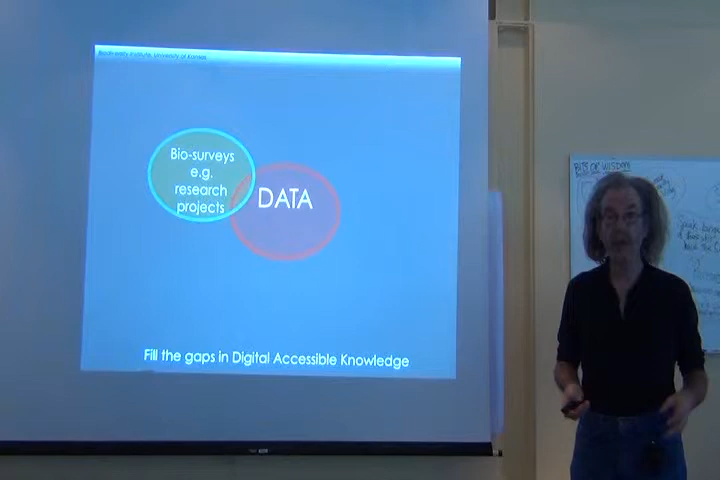 Biodiversity Institute, University of Kansas
Bio-surveys
e.g.
research
projects
DATA
Fill the gaps in Digital Accessible Knowledge
BITS OF WISDOM